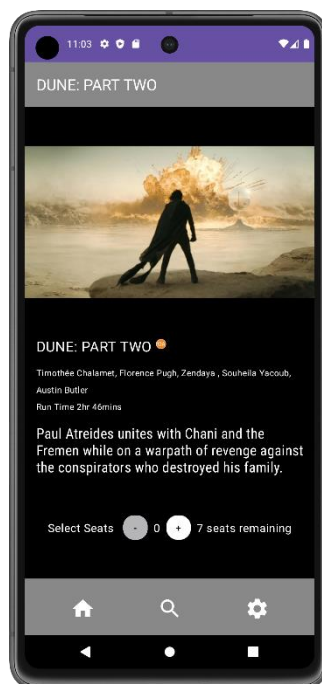 11:03
DUNE: PART TWO
DUNE: PART TWO
Timothée Chalamet, Florence Pugh, Zendaya , Souheila Yacoub,
Austin Butler
Run Time 2hr 46mins
Paul Atreides unites with Chani and the
Fremen while on a warpath of revenge against
the conspirators who destroyed his family.
Select Seats - 0 + 7 seats remaining